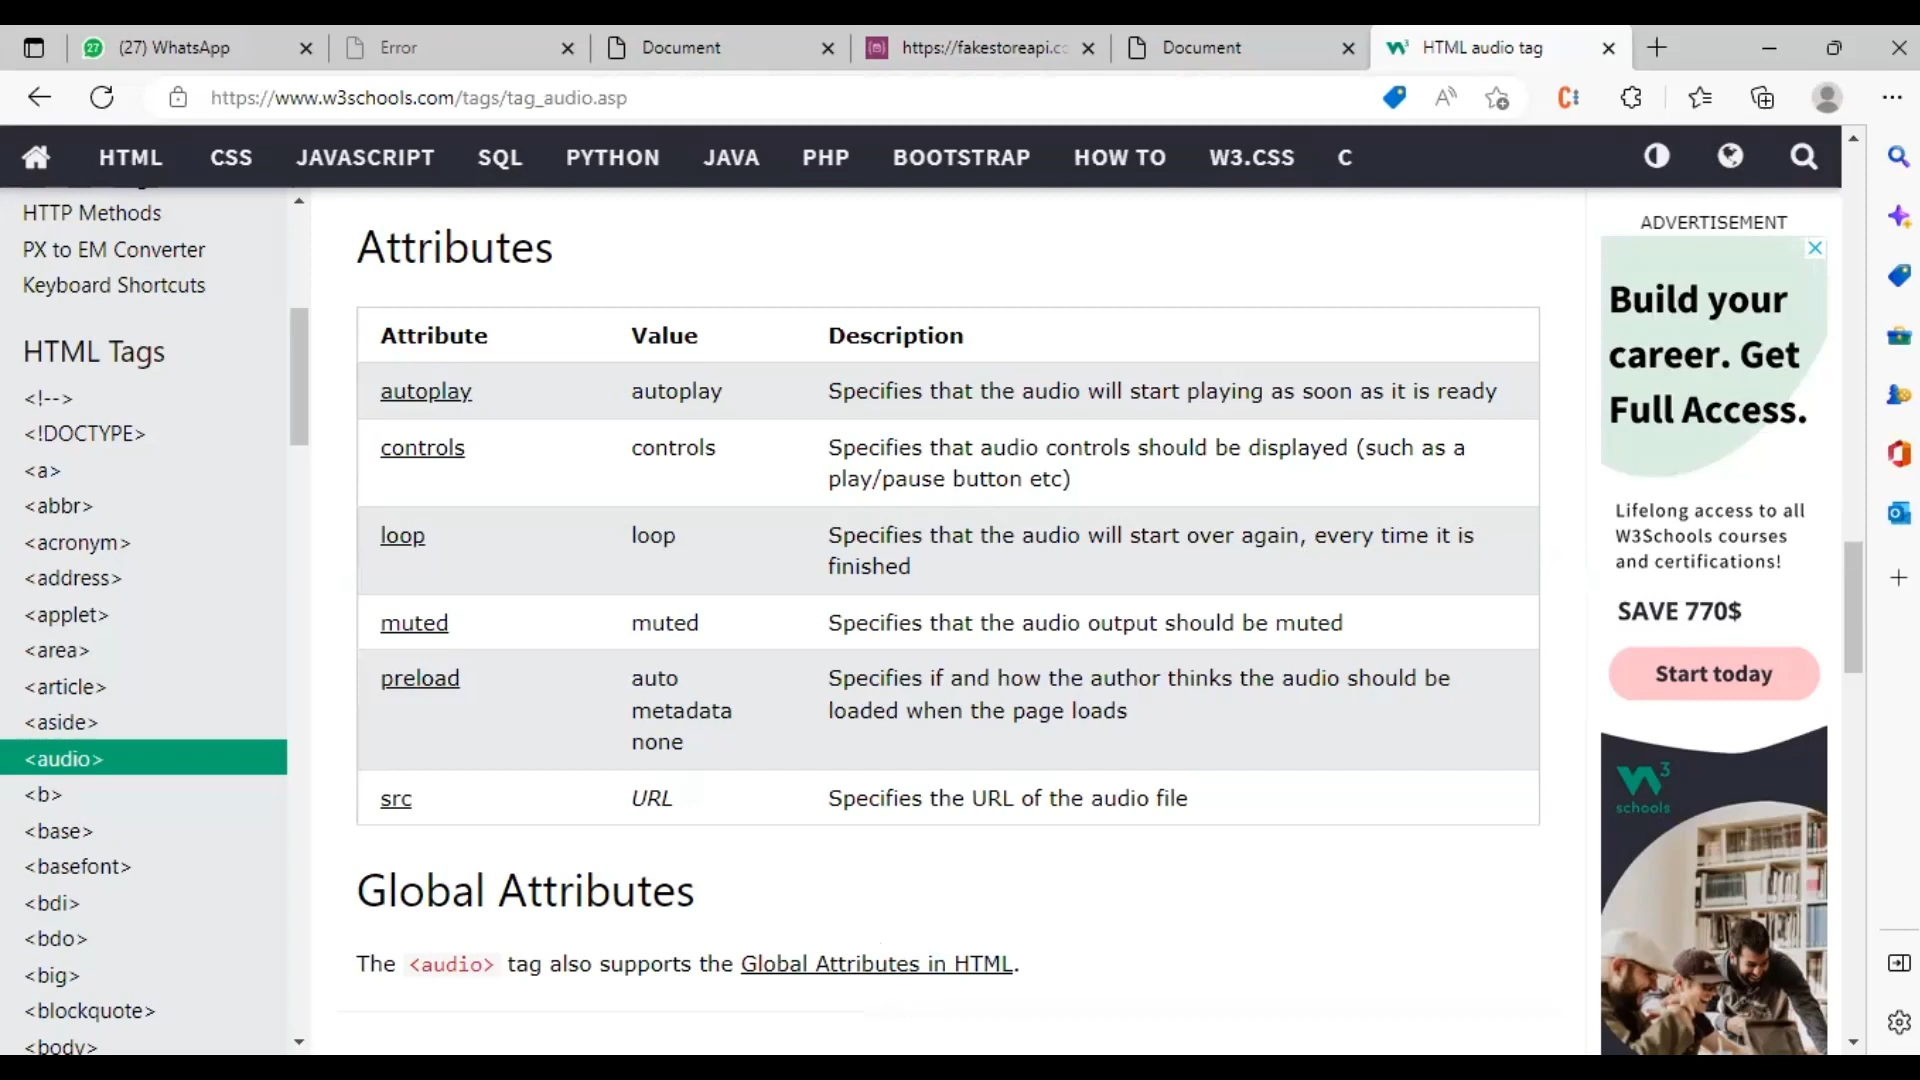 27
(27) WhatsApp
Error
Document
https://fakestoreapi.cc
Document
HTML audio tag
https://www.w3schools.com/tags/tag_audio.asp
HTML CSS JAVASCRIPT SQL PYTHON JAVA PHP BOOTSTRAP HOW TO W3.CSS C
HTTP Methods
PX to EM Converter
Keyboard Shortcuts
HTML Tags
<!-->
<!DOCTYPE>
<a>
<abbr>
<acronym>
<address>
<applet>
<area>
<article>
<aside>
<audio>
<b>
<base>
<basefont>
<bdi>
<bdo>
<big>
<blockquote>
<body>
Attributes
Attribute Value Description
autoplay autoplay Specifies that the audio will start playing as soon as it is ready
controls controls Specifies that audio controls should be displayed (such as a
play/pause button etc)
loop loop Specifies that the audio will start over again, every time it is
finished
muted muted Specifies that the audio output should be muted
preload auto Specifies if and how the author thinks the audio should be
metadata loaded when the page loads
none
src URL Specifies the URL of the audio file
Global Attributes
The <audio> tag also supports the Global Attributes in HTML.
ADVERTISEMENT
Build your
career. Get
Full Access.
Lifelong access to all
W3Schools courses
and certifications!
SAVE 770$
Start today
W3
schools